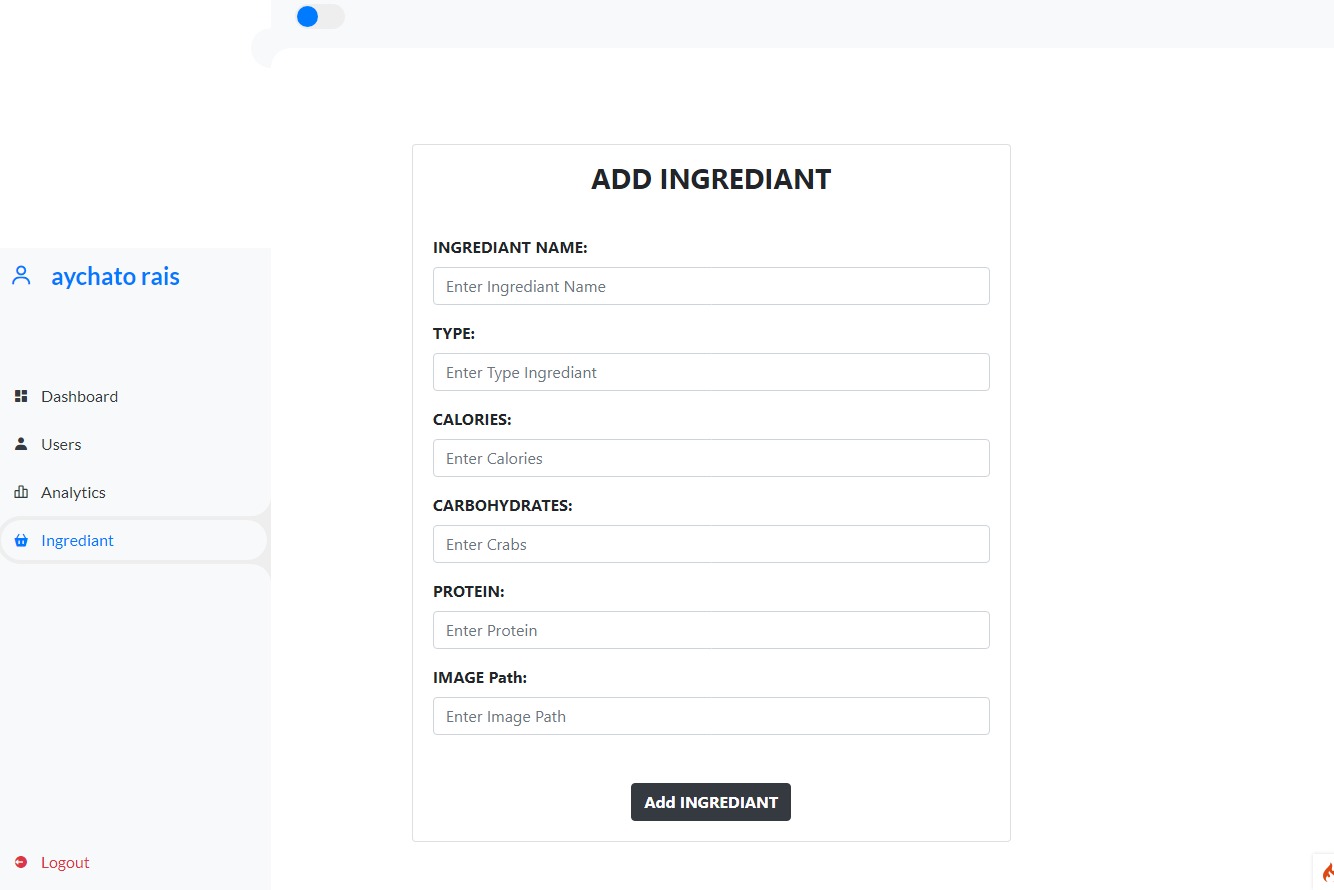 aychato rais
Dashboard
Users
Analytics
Ingrediant
Logout
ADD INGREDIANT
INGREDIANT NAME:
Enter Ingrediant Name
TYPE:
Enter Type Ingrediant
CALORIES:
Enter Calories
CARBOHYDRATES:
Enter Crabs
PROTEIN:
Enter Protein
IMAGE Path:
Enter Image Path
Add INGREDIANT